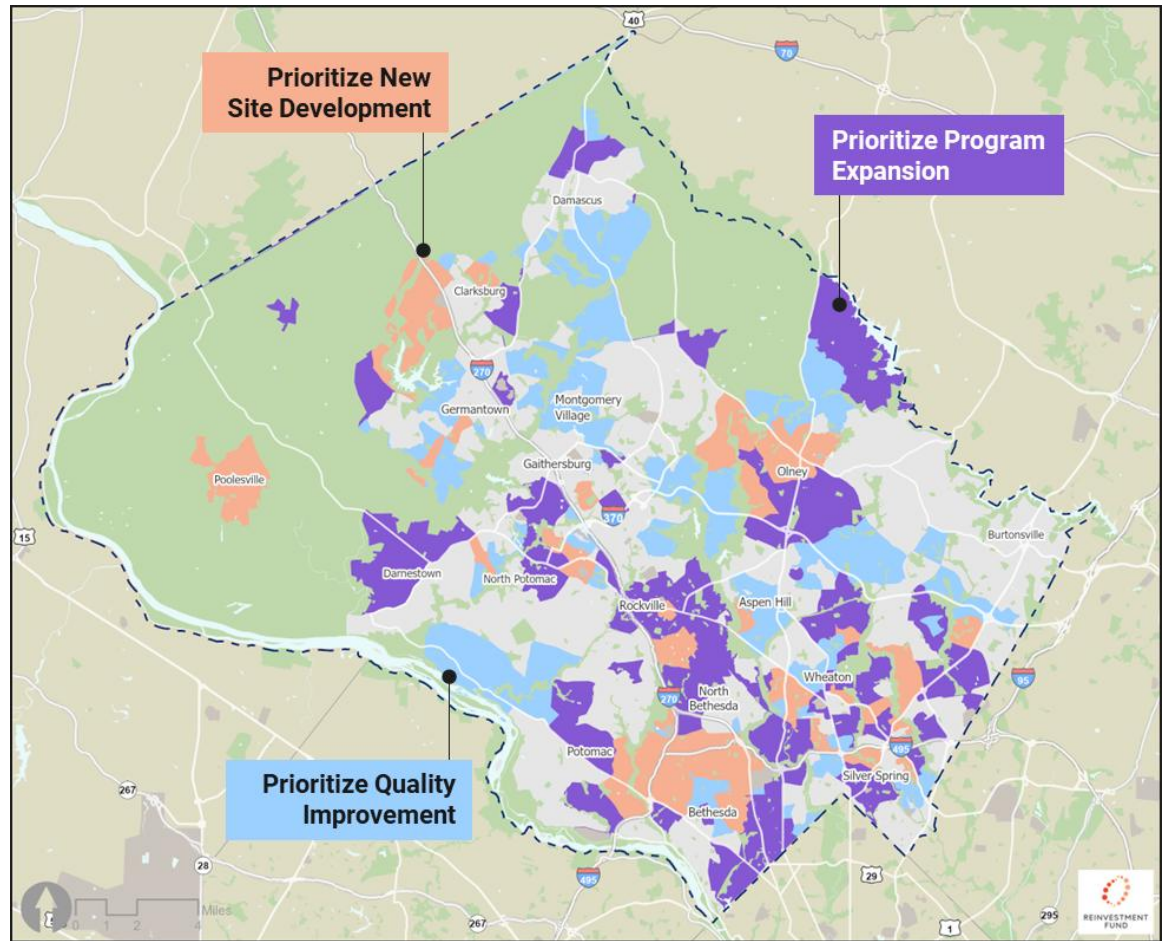 40
70
Prioritize New
Site Development
Prioritize Program
Expansion
Damascus
Clarksburg
270
Germantown
Montgomery
Village
Gaithersburg
Olney
Poolesville
370
15
Burtonsville
Darnestown
North Potomac
Rockville
Aspen Hill
Wheaton
95
270
North
Bethesda
Potomac
495
Silver Spring
Prioritize Quality
Improvement
Bethesda
267
28
495
29
Miles
0 1 2 4
267
1
295
REINVESTMENT
FUND